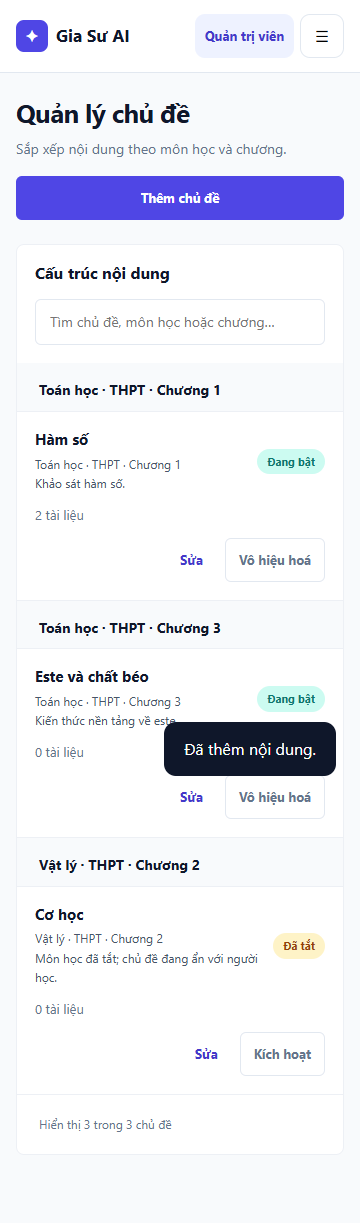 Gia Sư AI
Quản trị viên
Quản lý chủ đề
Sắp xếp nội dung theo môn học và chương.
Thêm chủ đề
Cấu trúc nội dung
Tìm chủ đề, môn học hoặc chương...
Toán học · THPT · Chương 1
Hàm số
Toán học · THPT · Chương 1
Khảo sát hàm số.
Đang bật
2 tài liệu
Sửa
Vô hiệu hoá
Toán học · THPT · Chương 3
Este và chất béo
Toán học · THPT · Chương 3
Kiến thức nền tảng về este
Đang bật
0 tài liệu
Đã thêm nội dung.
Sửa
Vô hiệu hoá
Vật lý · THPT · Chương 2
Cơ học
Vật lý · THPT · Chương 2
Môn học đã tắt; chủ đề đang ẩn với người
học.
Đã tắt
0 tài liệu
Sửa
Kích hoạt
Hiển thị 3 trong 3 chủ đề